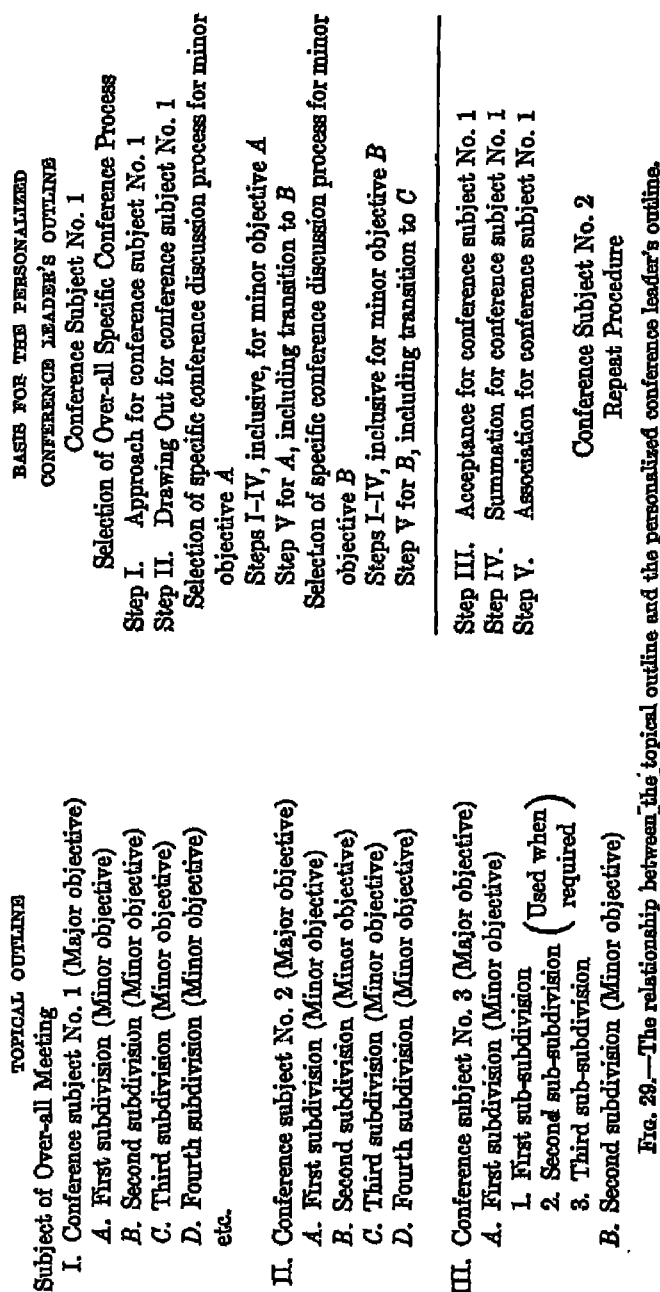 TOPICAL OUTLINE
Subject of Over-all Meeting
I. Conference subject No. 1 (Major objective)
A. First subdivision (Minor objective)
B. Second subdivision (Minor objective)
C. Third subdivision (Minor objective)
D. Fourth subdivision (Minor objective)
etc.
II. Conference subject No. 2 (Major objective)
A. First subdivision (Minor objective)
B. Second subdivision (Minor objective)
C. Third subdivision (Minor objective)
D. Fourth subdivision (Minor objective)
III. Conference subject No. 3 (Major objective)
A. First subdivision (Minor objective)
1. First sub-subdivision
2. Second sub-subdivision (Used when required)
3. Third sub-subdivision
B. Second subdivision (Minor objective)
BASIS FOR THE PERSONALIZED
CONFERENCE LEADER'S OUTLINE
Conference Subject No. 1
Selection of Over-all Specific Conference Process
Step I. Approach for conference subject No. 1
Step II. Drawing Out for conference subject No. 1
Selection of specific conference discussion process for minor
objective A
Steps I–IV, inclusive, for minor objective A
Step V for A, including transition to B
Selection of specific conference discussion process for minor
objective B
Steps I–IV, inclusive for minor objective B
Step V for B, including transition to C
Step III. Acceptance for conference subject No. 1
Step IV. Summation for conference subject No. 1
Step V. Association for conference subject No. 1
Conference Subject No. 2
Repeat Procedure
FIG. 29.—The relationship between the topical outline and the personalized conference leader's outline.